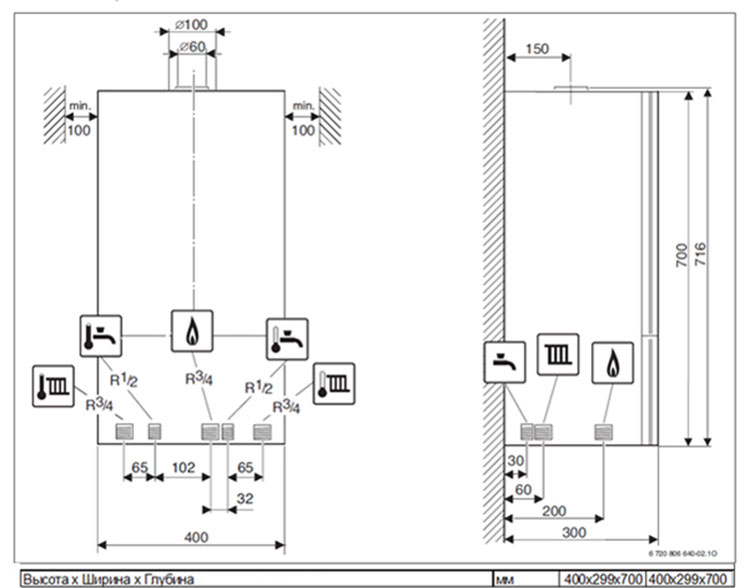 ⌀100
⌀60
150
min.
100
min.
100
700
716
R1/2
R3/4
R1/2
R3/4
R3/4
65
102
65
32
30
60
200
400
300
6 720 806 640-02.1O
Высота x Ширина x Глубина
мм
400x299x700
400x299x700